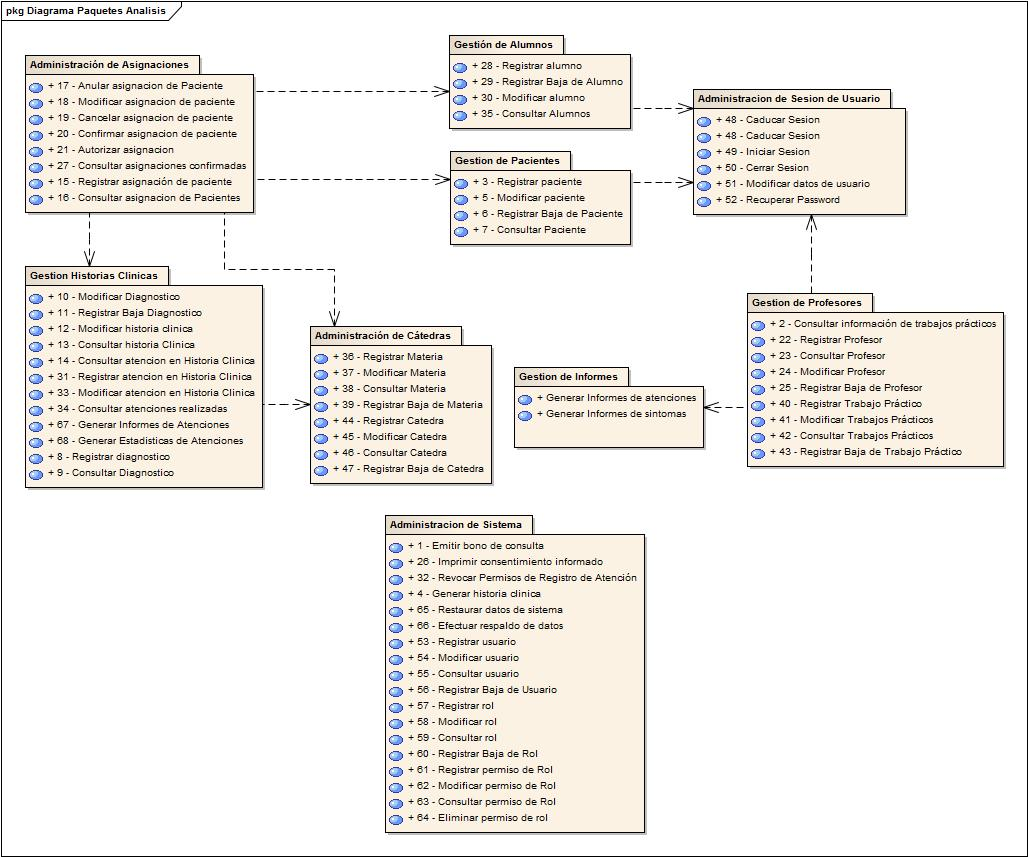 pkg Diagrama Paquetes Analisis
Administración de Asignaciones
+ 17 - Anular asignacion de Paciente
+ 18 - Modificar asignacion de paciente
+ 19 - Cancelar asignacion de paciente
+ 20 - Confirmar asignacion de paciente
+ 21 - Autorizar asignacion
+ 27 - Consultar asignaciones confirmadas
+ 15 - Registrar asignación de paciente
+ 16 - Consultar asignacion de Pacientes
Gestión de Alumnos
+ 28 - Registrar alumno
+ 29 - Registrar Baja de Alumno
+ 30 - Modificar alumno
+ 35 - Consultar Alumnos
Administracion de Sesion de Usuario
+ 48 - Caducar Sesion
+ 48 - Caducar Sesion
+ 49 - Iniciar Sesion
+ 50 - Cerrar Sesion
+ 51 - Modificar datos de usuario
+ 52 - Recuperar Password
Gestion de Pacientes
+ 3 - Registrar paciente
+ 5 - Modificar paciente
+ 6 - Registrar Baja de Paciente
+ 7 - Consultar Paciente
Gestion Historias Clinicas
+ 10 - Modificar Diagnostico
+ 11 - Registrar Baja Diagnostico
+ 12 - Modificar historia clinica
+ 13 - Consultar historia Clinica
+ 14 - Consultar atencion en Historia Clinica
+ 31 - Registrar atencion en Historia Clinica
+ 33 - Modificar atencion en Historia Clinica
+ 34 - Consultar atenciones realizadas
+ 67 - Generar Informes de Atenciones
+ 68 - Generar Estadisticas de Atenciones
+ 8 - Registrar diagnostico
+ 9 - Consultar Diagnostico
Administración de Cátedras
+ 36 - Registrar Materia
+ 37 - Modificar Materia
+ 38 - Consultar Materia
+ 39 - Registrar Baja de Materia
+ 44 - Registrar Catedra
+ 45 - Modificar Catedra
+ 46 - Consultar Catedra
+ 47 - Registrar Baja de Catedra
Gestion de Informes
+ Generar Informes de atenciones
+ Generar Informes de sintomas
Gestion de Profesores
+ 2 - Consultar información de trabajos prácticos
+ 22 - Registrar Profesor
+ 23 - Consultar Profesor
+ 24 - Modificar Profesor
+ 25 - Registrar Baja de Profesor
+ 40 - Registrar Trabajo Práctico
+ 41 - Modificar Trabajos Prácticos
+ 42 - Consultar Trabajos Prácticos
+ 43 - Registrar Baja de Trabajo Práctico
Administracion de Sistema
+ 1 - Emitir bono de consulta
+ 26 - Imprimir consentimiento informado
+ 32 - Revocar Permisos de Registro de Atención
+ 4 - Generar historia clinica
+ 65 - Restaurar datos de sistema
+ 66 - Efectuar respaldo de datos
+ 53 - Registrar usuario
+ 54 - Modificar usuario
+ 55 - Consultar usuario
+ 56 - Registrar Baja de Usuario
+ 57 - Registrar rol
+ 58 - Modificar rol
+ 59 - Consultar rol
+ 60 - Registrar Baja de Rol
+ 61 - Registrar permiso de Rol
+ 62 - Modificar permiso de Rol
+ 63 - Consultar permiso de Rol
+ 64 - Eliminar permiso de rol